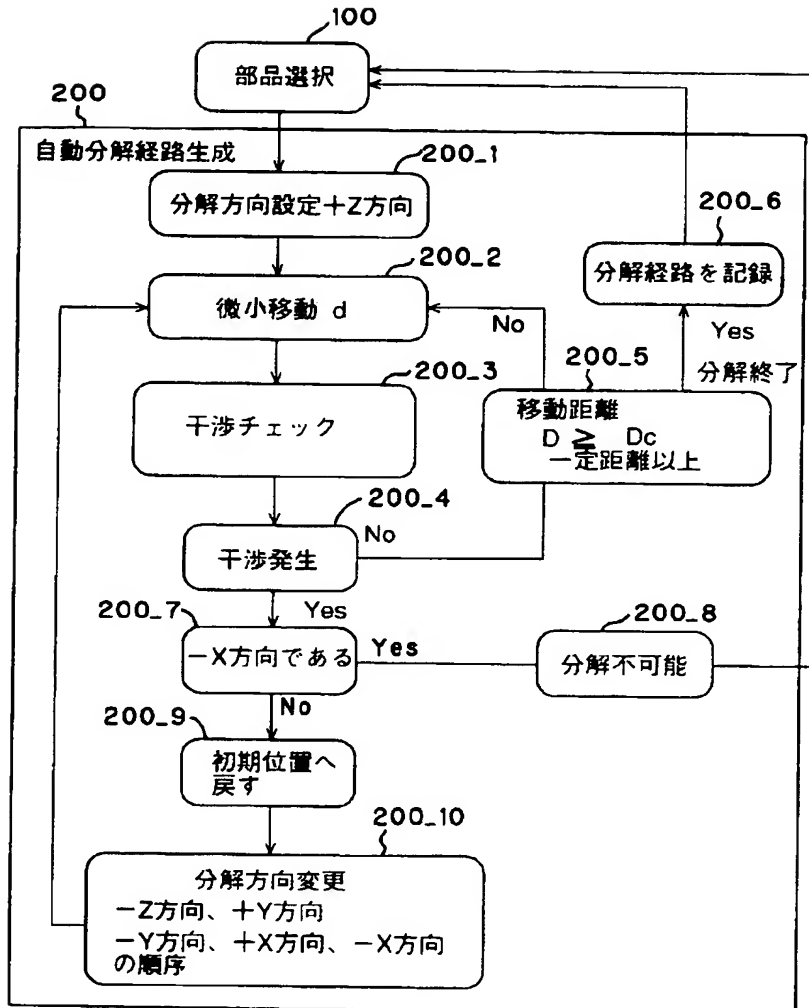 100
部品選択
200
自動分解経路生成
200_1
分解方向設定+Z方向
200_2
微小移動 d
200_3
干渉チェック
200_4
干渉発生
No
Yes
200_5
移動距離
D ≧ Dc
一定距離以上
No
Yes
分解終了
200_6
分解経路を記録
200_7
−X方向である
Yes
No
200_8
分解不可能
200_9
初期位置へ
戻す
200_10
分解方向変更
−Z方向、+Y方向
−Y方向、+X方向、−X方向
の順序